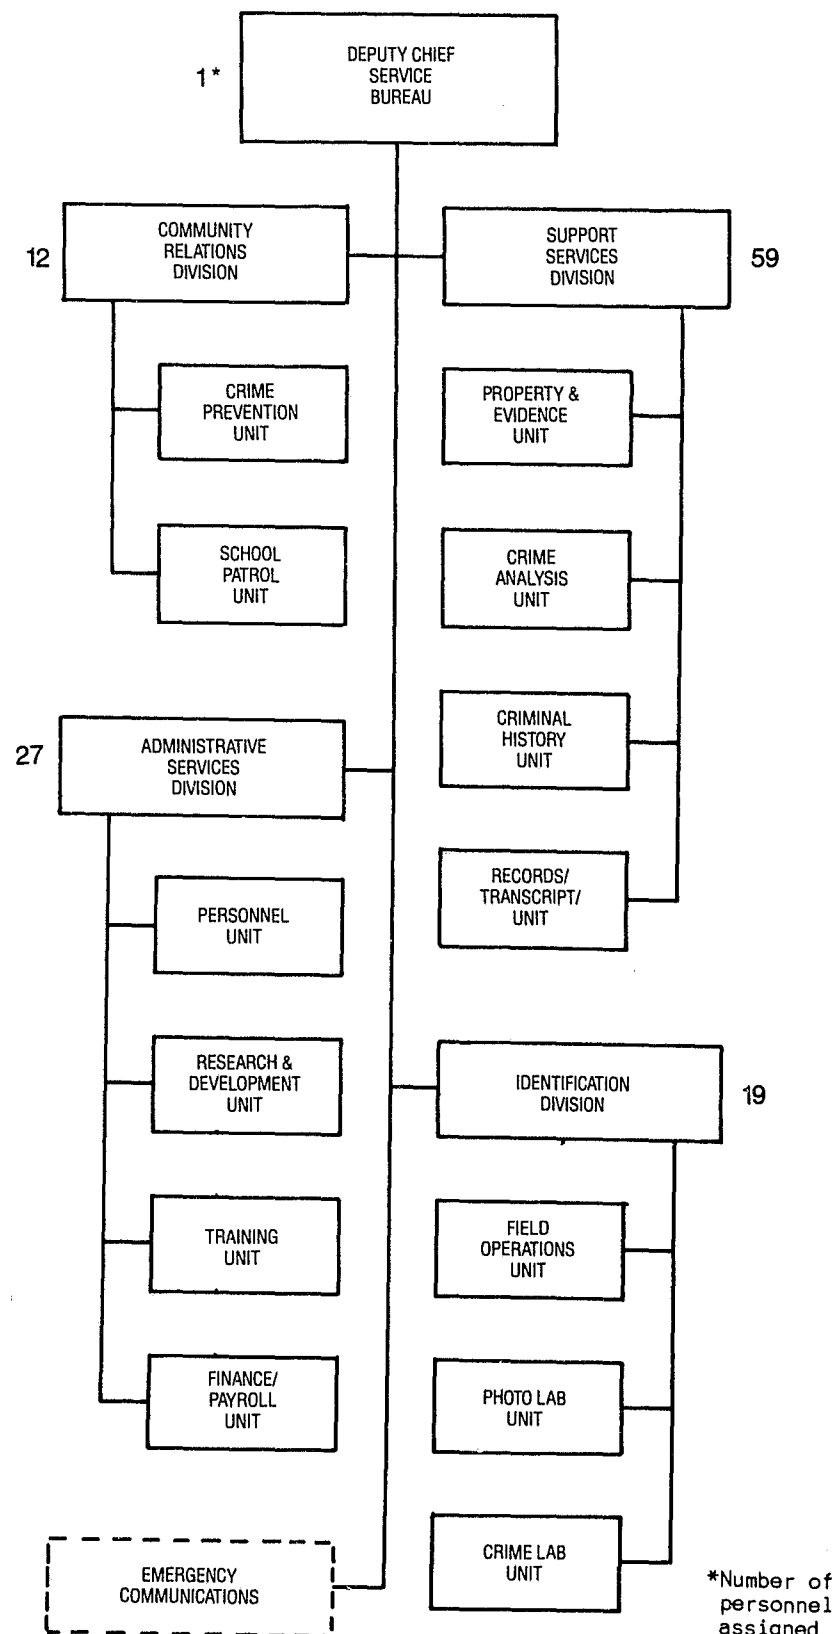 DEPUTY CHIEF
SERVICE
BUREAU
1*
COMMUNITY
RELATIONS
DIVISION
12
SUPPORT
SERVICES
DIVISION
59
CRIME
PREVENTION
UNIT
SCHOOL
PATROL
UNIT
PROPERTY &
EVIDENCE
UNIT
CRIME
ANALYSIS
UNIT
CRIMINAL
HISTORY
UNIT
RECORDS/
TRANSCRIPT/
UNIT
27
ADMINISTRATIVE
SERVICES
DIVISION
PERSONNEL
UNIT
RESEARCH &
DEVELOPMENT
UNIT
TRAINING
UNIT
FINANCE/
PAYROLL
UNIT
IDENTIFICATION
DIVISION
19
FIELD
OPERATIONS
UNIT
PHOTO LAB
UNIT
CRIME LAB
UNIT
EMERGENCY
COMMUNICATIONS
*Number of
personnel
assigned